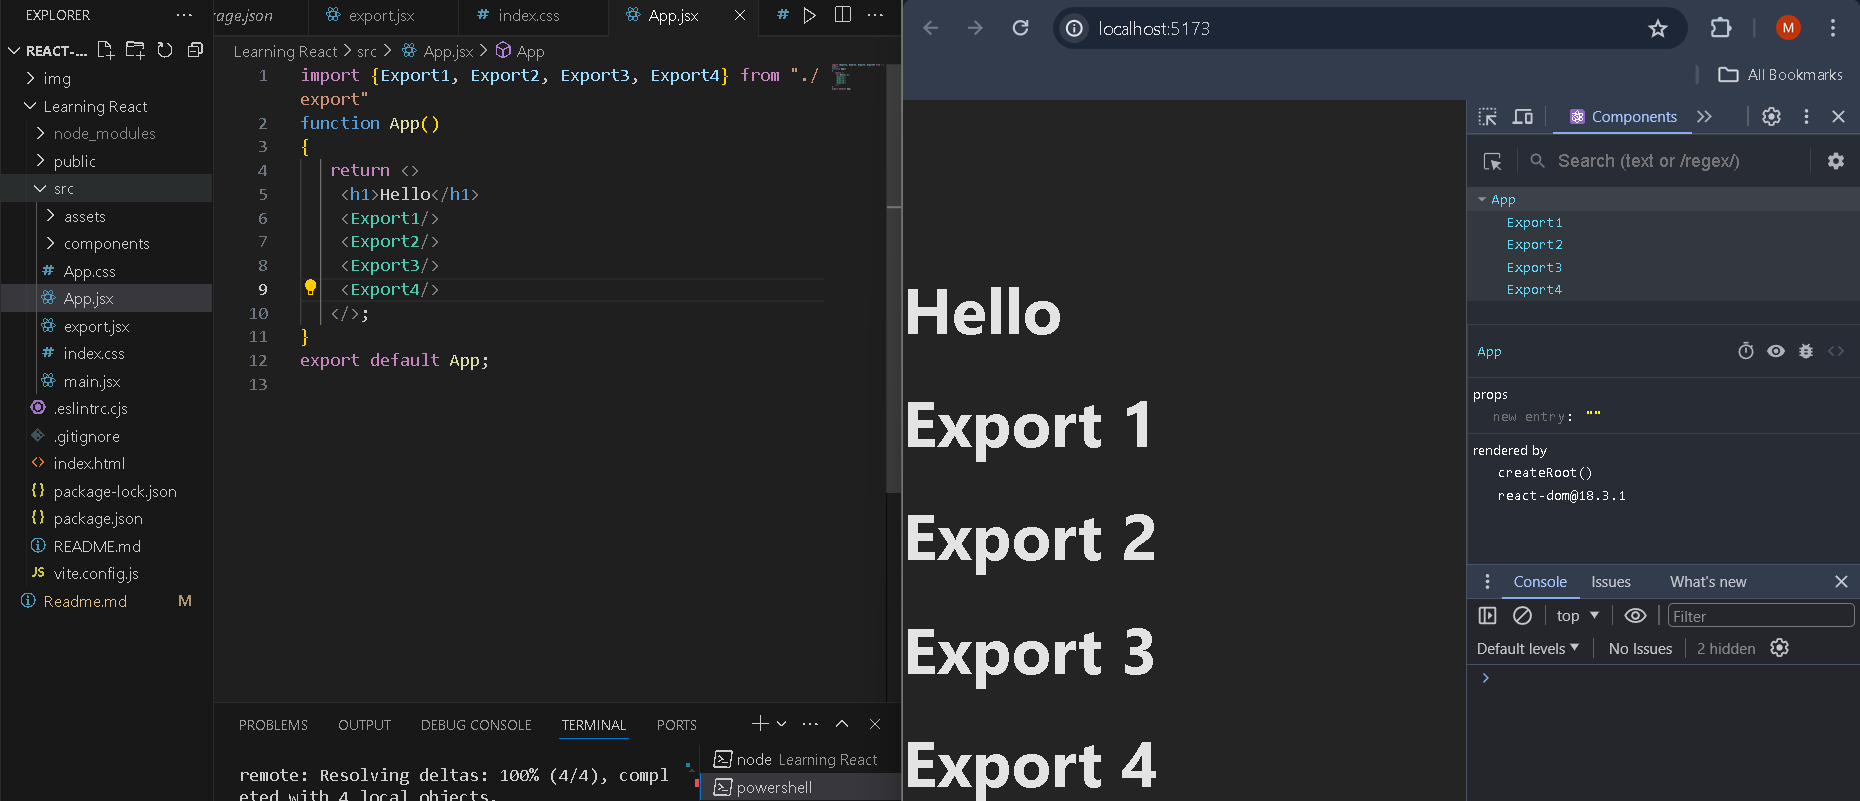 EXPLORER
REACT-...
img
Learning React
node_modules
public
src
assets
components
# App.css
App.jsx
export.jsx
# index.css
main.jsx
.eslintrc.cjs
.gitignore
<> index.html
{} package-lock.json
{} package.json
README.md
JS vite.config.js
Readme.md M
rage.json
export.jsx
# index.css
App.jsx
#
Learning React > src > App.jsx > App
1 import {Export1, Export2, Export3, Export4} from "./
export"
2 function App()
3 {
4 return <>
5 <h1>Hello</h1>
6 <Export1/>
7 <Export2/>
8 <Export3/>
9 <Export4/>
10 </>;
11 }
12 export default App;
13
PROBLEMS OUTPUT DEBUG CONSOLE TERMINAL PORTS
remote: Resolving deltas: 100% (4/4), compl
eted with 4 local objects.
node Learning React
powershell
localhost:5173
M
All Bookmarks
Hello
Export 1
Export 2
Export 3
Export 4
Components
Search (text or /regex/)
App
Export1
Export2
Export3
Export4
App
props
new entry: ""
rendered by
createRoot()
react-dom@18.3.1
Console Issues What's new
top
Filter
Default levels No Issues 2 hidden